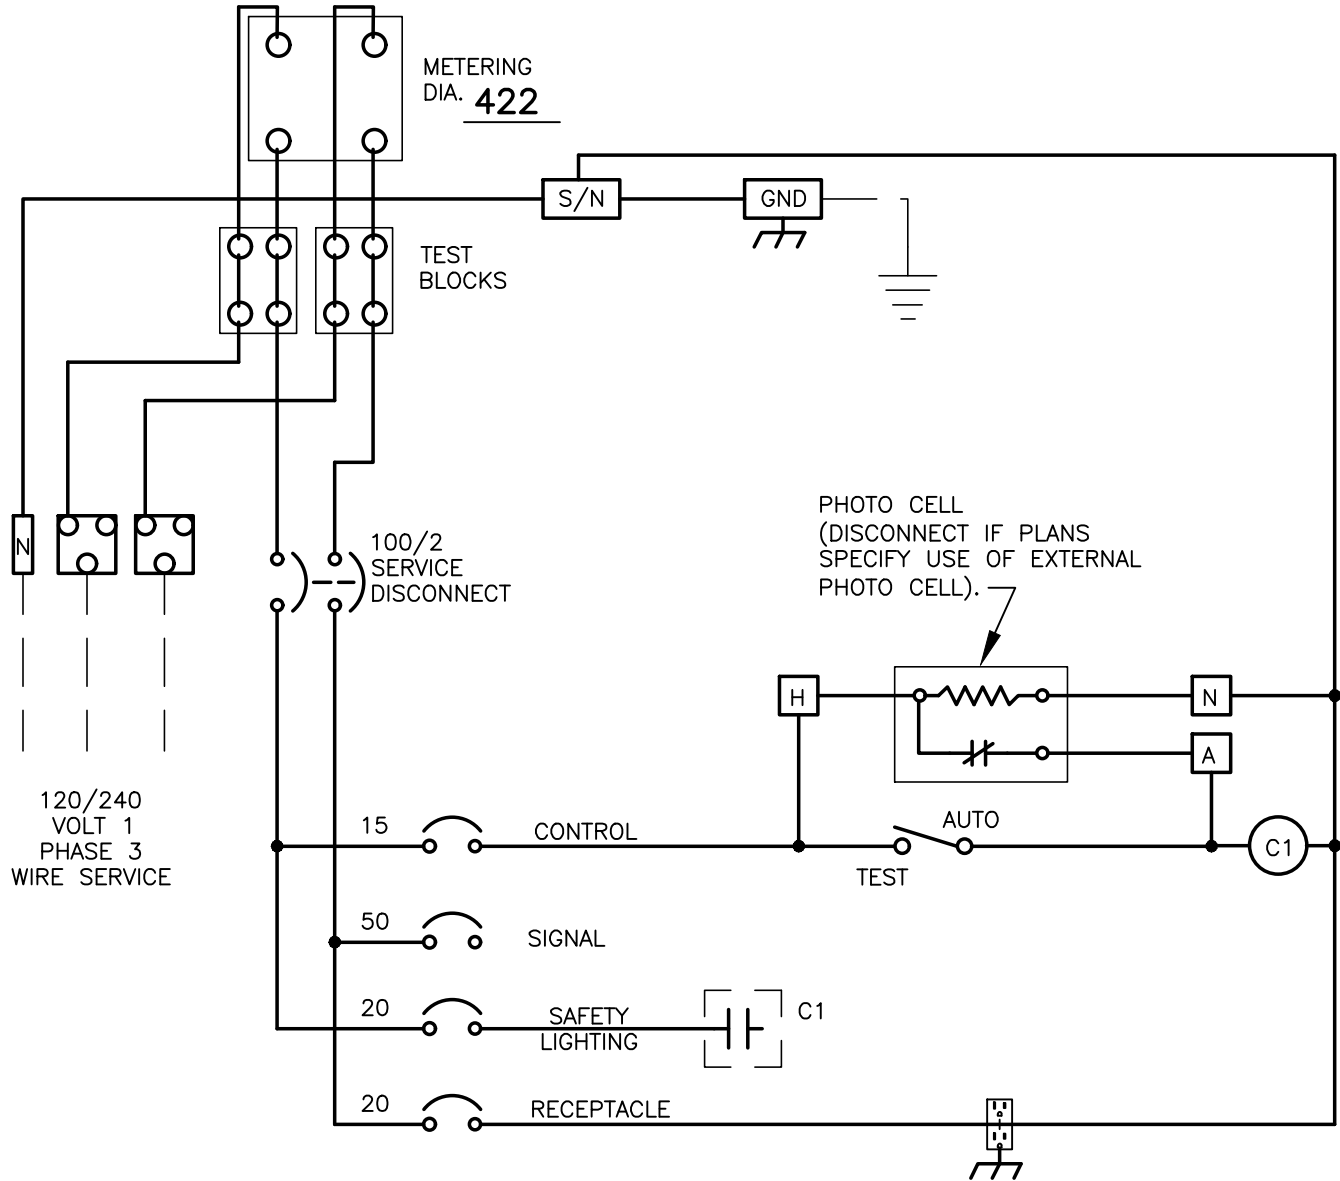 METERING
DIA. 422
S/N
GND
TEST
BLOCKS
N
100/2
SERVICE
DISCONNECT
PHOTO CELL
(DISCONNECT IF PLANS
SPECIFY USE OF EXTERNAL
PHOTO CELL).
H
N
A
120/240
VOLT 1
PHASE 3
WIRE SERVICE
15
CONTROL
AUTO
TEST
C1
50
SIGNAL
20
SAFETY
LIGHTING
C1
20
RECEPTACLE